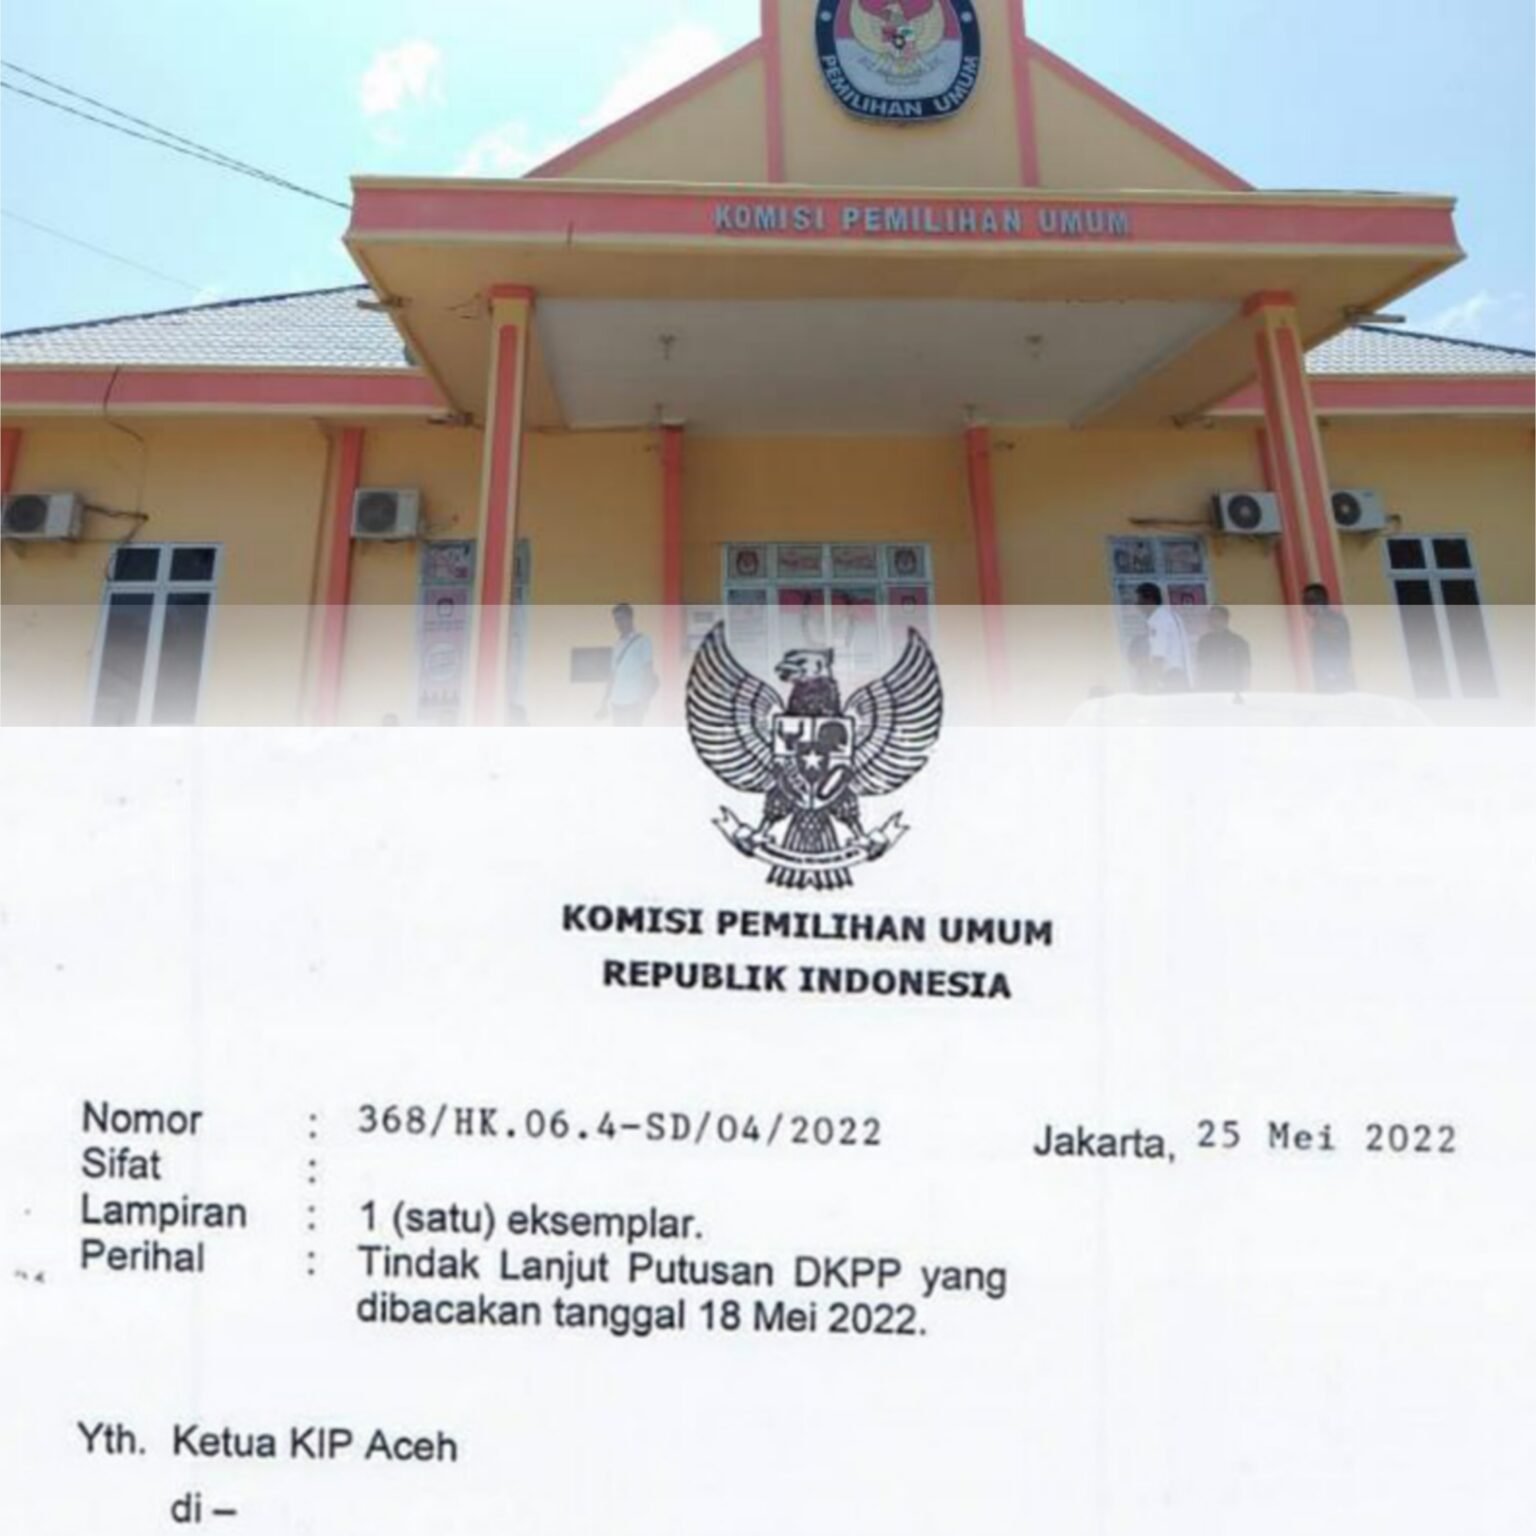 PEMILIHAN UMUM
KOMISI PEMILIHAN UMUM
KOMISI PEMILIHAN UMUM
REPUBLIK INDONESIA
Nomor : 368/HK.06.4-SD/04/2022 Jakarta, 25 Mei 2022
Sifat :
Lampiran : 1 (satu) eksemplar.
Perihal : Tindak Lanjut Putusan DKPP yang
dibacakan tanggal 18 Mei 2022.
Yth. Ketua KIP Aceh
di –